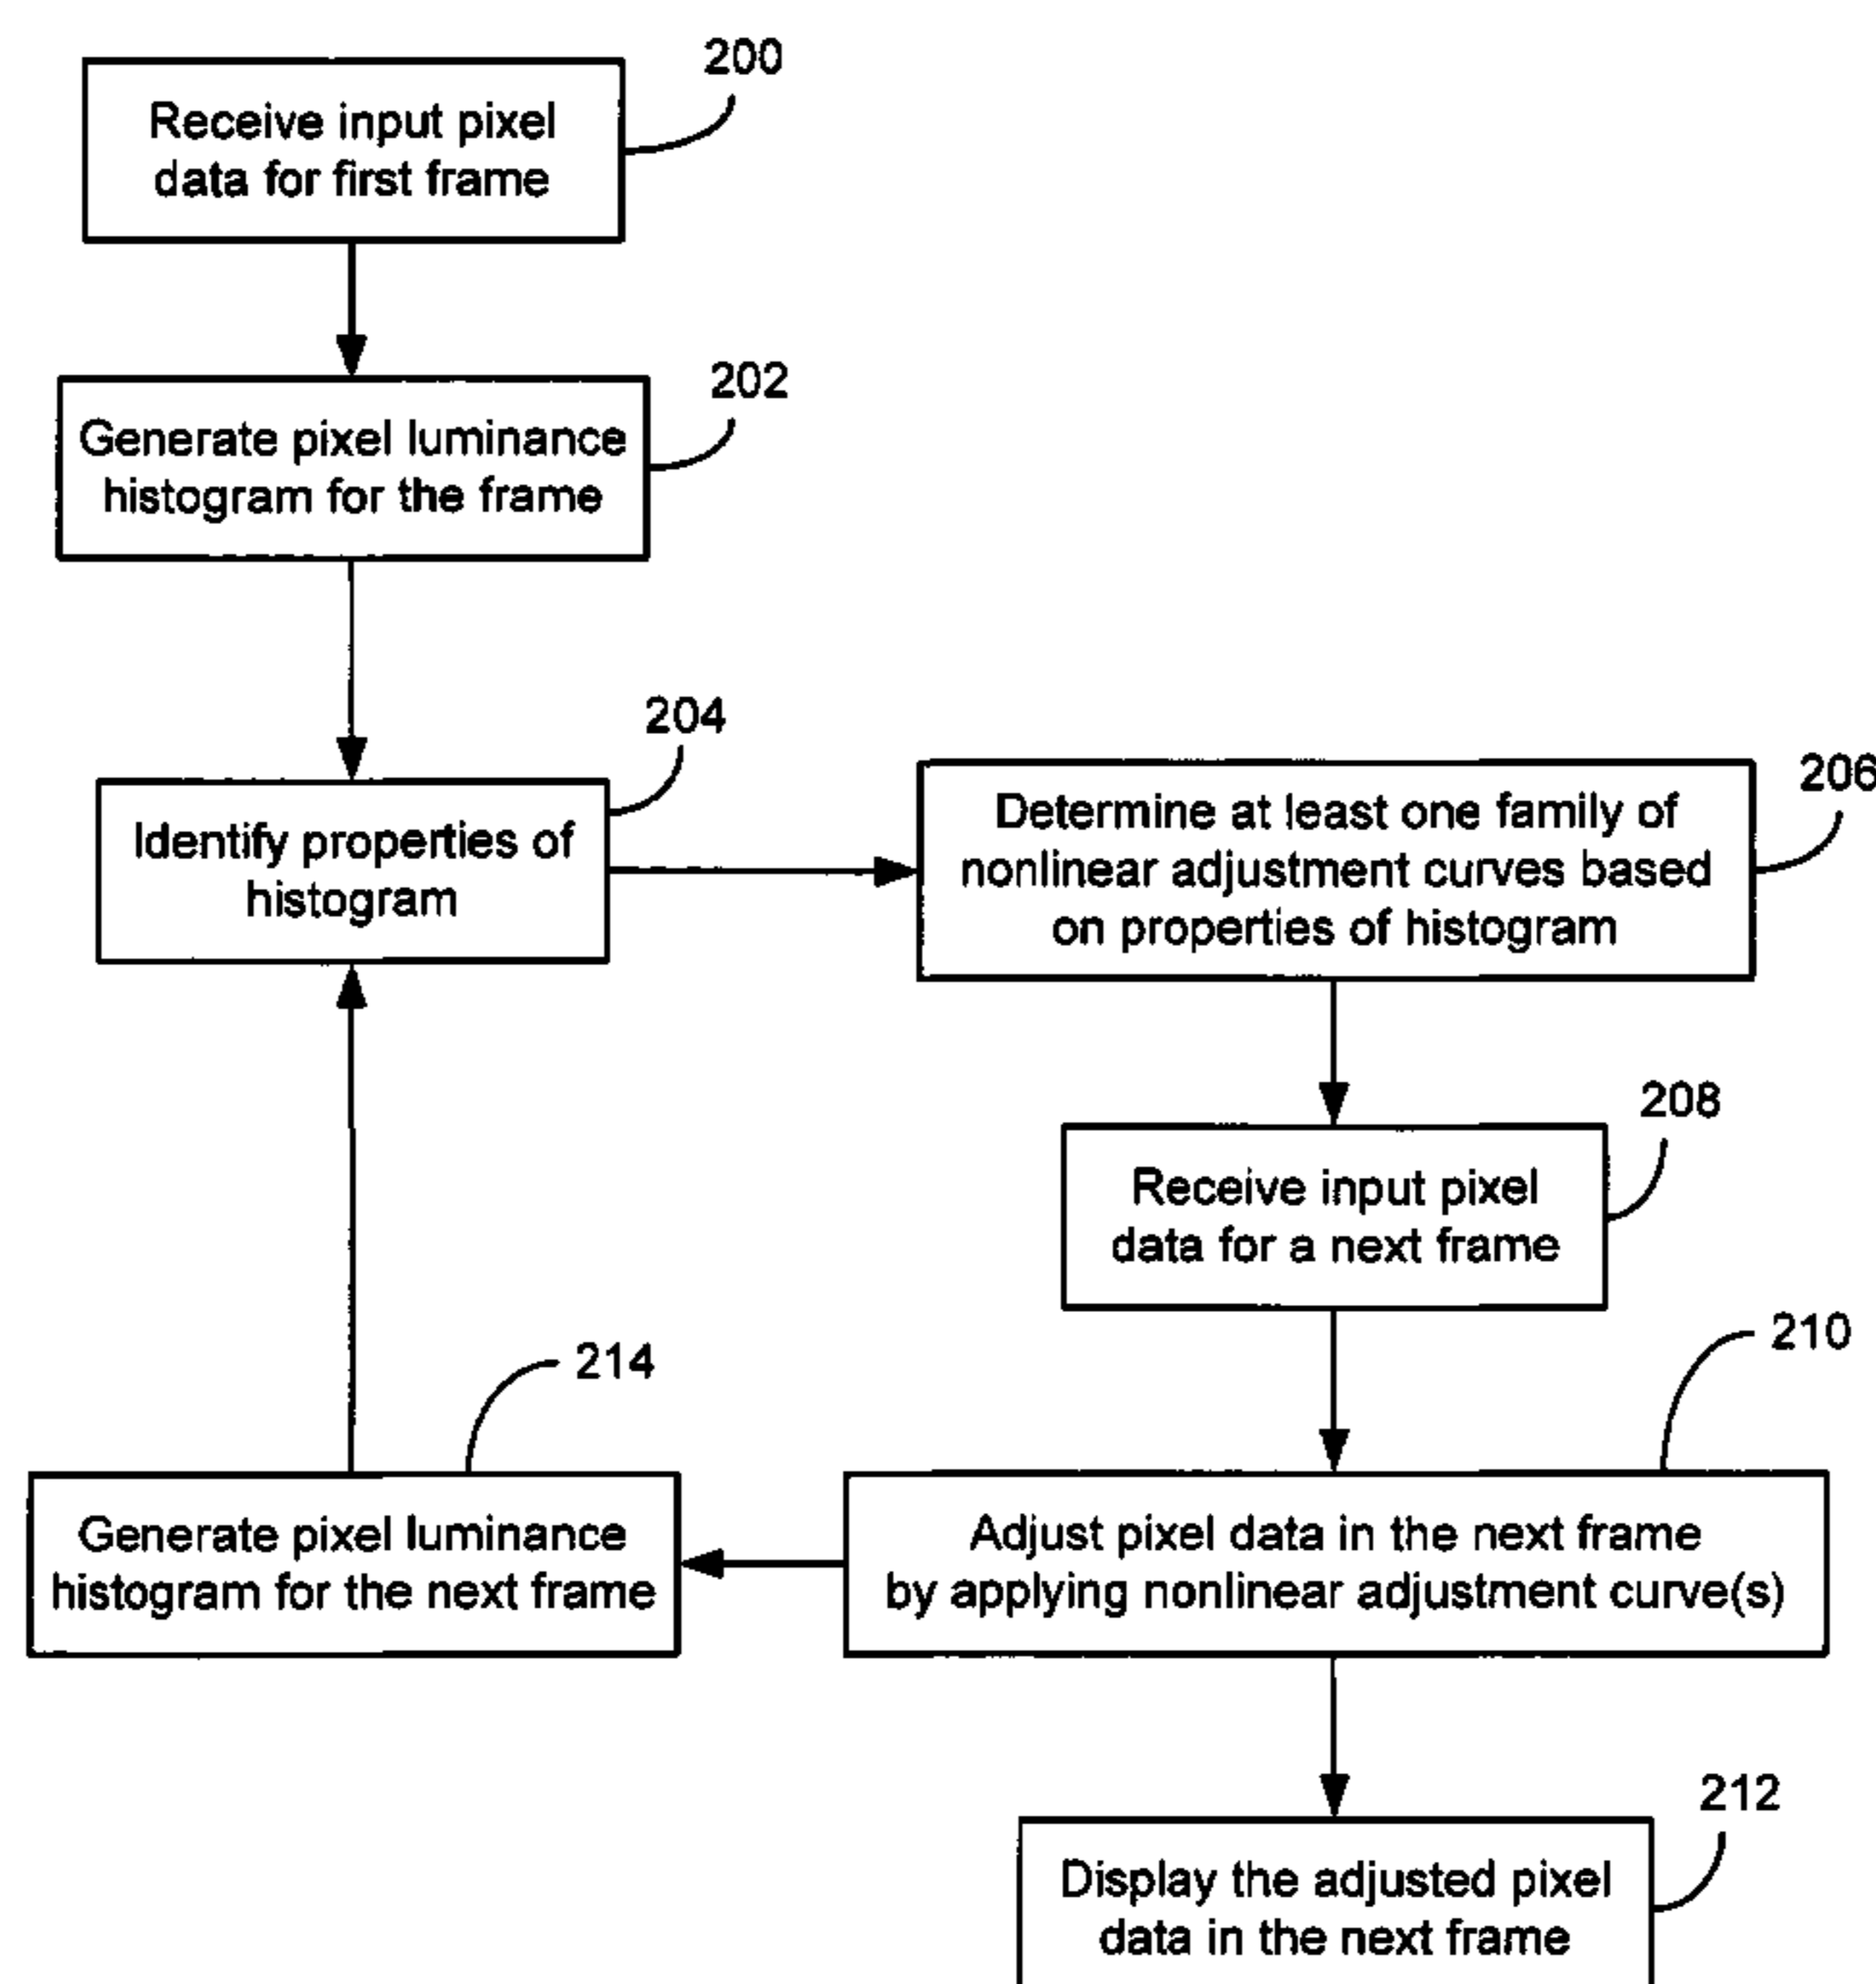 200
Receive input pixel
data for first frame
202
Generate pixel luminance
histogram for the frame
204
Identify properties of
histogram
206
Determine at least one family of
nonlinear adjustment curves based
on properties of histogram
208
Receive input pixel
data for a next frame
210
Adjust pixel data in the next frame
by applying nonlinear adjustment curve(s)
214
Generate pixel luminance
histogram for the next frame
212
Display the adjusted pixel
data in the next frame